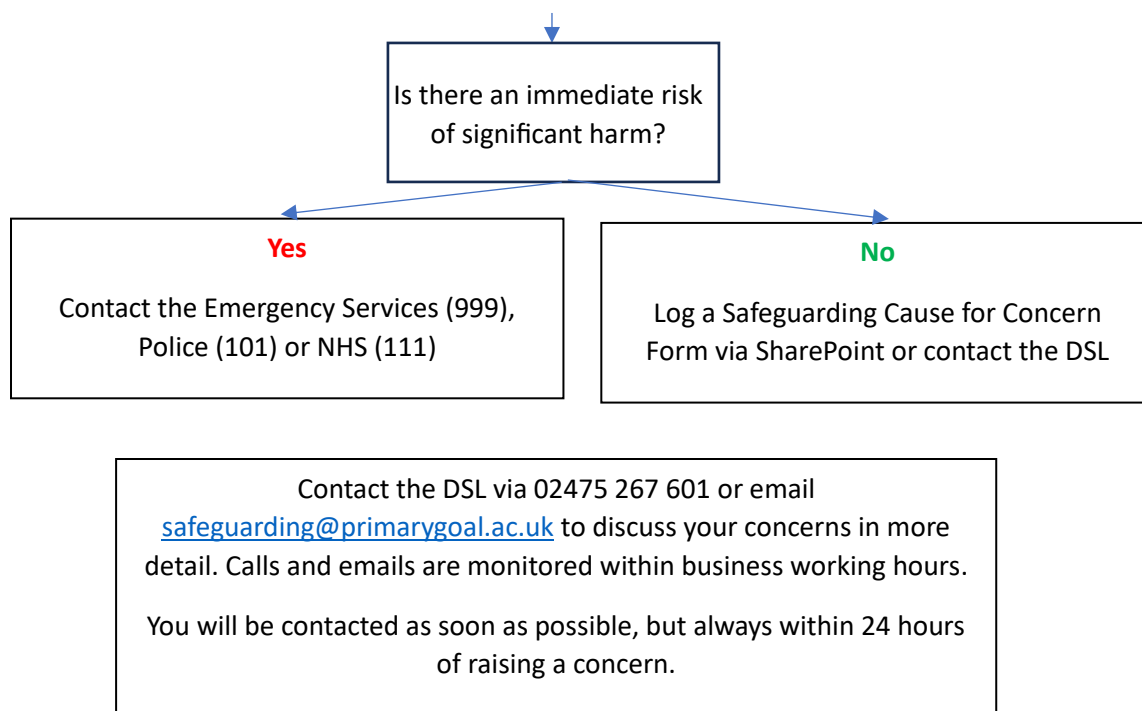 Is there an immediate risk
of significant harm?
Yes
Contact the Emergency Services (999),
Police (101) or NHS (111)
No
Log a Safeguarding Cause for Concern
Form via SharePoint or contact the DSL
Contact the DSL via 02475 267 601 or email
safeguarding@primarygoal.ac.uk to discuss your concerns in more
detail. Calls and emails are monitored within business working hours.
You will be contacted as soon as possible, but always within 24 hours
of raising a concern.